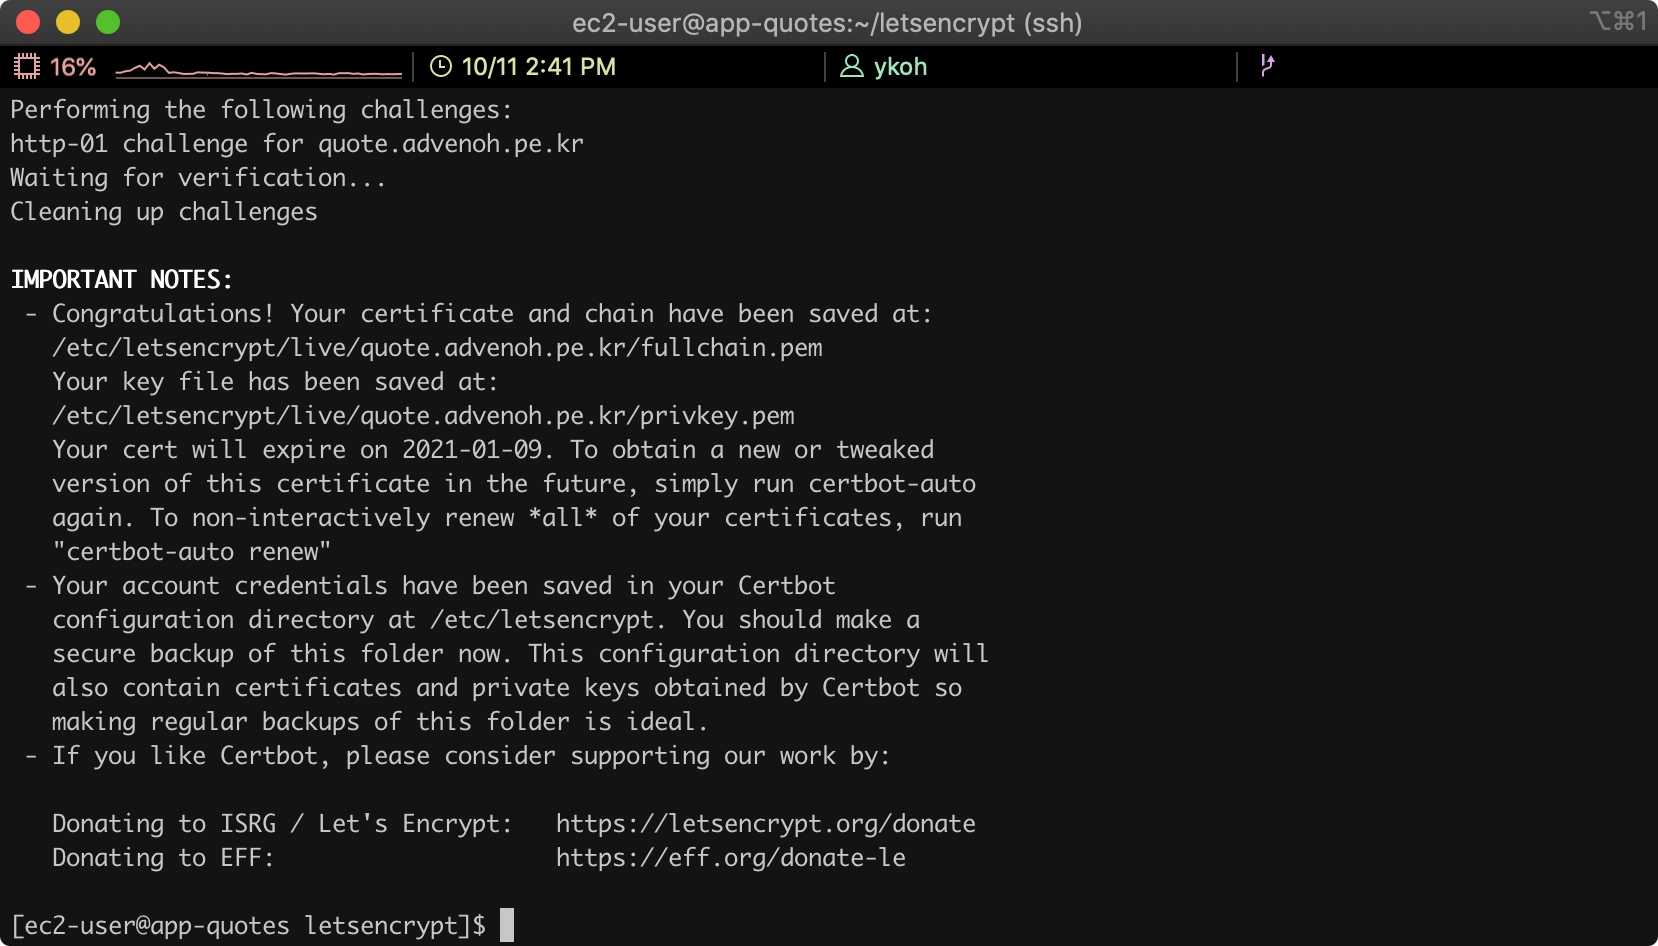 ec2-user@app-quotes:~/letsencrypt (ssh)
⌥⌘1
16%
10/11 2:41 PM
ykoh
Performing the following challenges:
http-01 challenge for quote.advenoh.pe.kr
Waiting for verification...
Cleaning up challenges
IMPORTANT NOTES:
- Congratulations! Your certificate and chain have been saved at:
/etc/letsencrypt/live/quote.advenoh.pe.kr/fullchain.pem
Your key file has been saved at:
/etc/letsencrypt/live/quote.advenoh.pe.kr/privkey.pem
Your cert will expire on 2021-01-09. To obtain a new or tweaked
version of this certificate in the future, simply run certbot-auto
again. To non-interactively renew *all* of your certificates, run
"certbot-auto renew"
- Your account credentials have been saved in your Certbot
configuration directory at /etc/letsencrypt. You should make a
secure backup of this folder now. This configuration directory will
also contain certificates and private keys obtained by Certbot so
making regular backups of this folder is ideal.
- If you like Certbot, please consider supporting our work by:
Donating to ISRG / Let's Encrypt:   https://letsencrypt.org/donate
Donating to EFF:                    https://eff.org/donate-le
[ec2-user@app-quotes letsencrypt]$